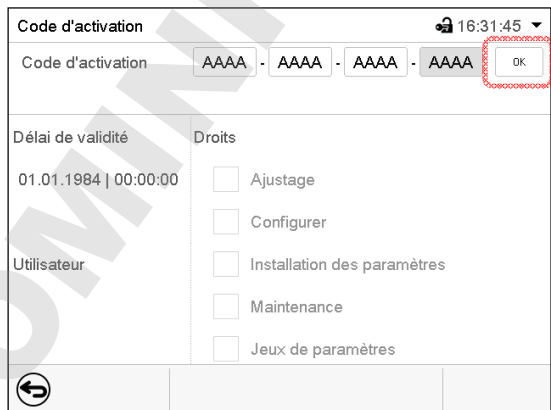 Code d'activation 16:31:45
Code d'activation AAAA - AAAA - AAAA - AAAA OK
Délai de validité Droits
01.01.1984 | 00:00:00 Ajustage
Configurer
Utilisateur Installation des paramètres
Maintenance
Jeux de paramètres